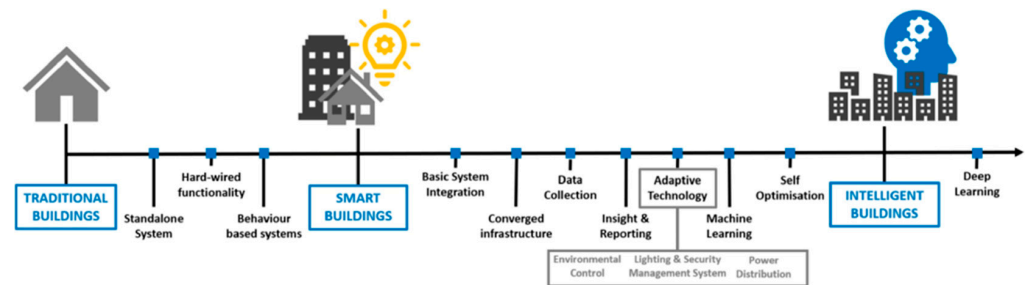 TRADITIONAL
BUILDINGS
Standalone
System
Hard-wired
functionality
Behaviour
based systems
SMART
BUILDINGS
Basic System
Integration
Converged
infrastructure
Data
Collection
Insight &
Reporting
Adaptive
Technology
Environmental
Control
Lighting & Security
Management System
Power
Distribution
Machine
Learning
Self
Optimisation
INTELLIGENT
BUILDINGS
Deep
Learning